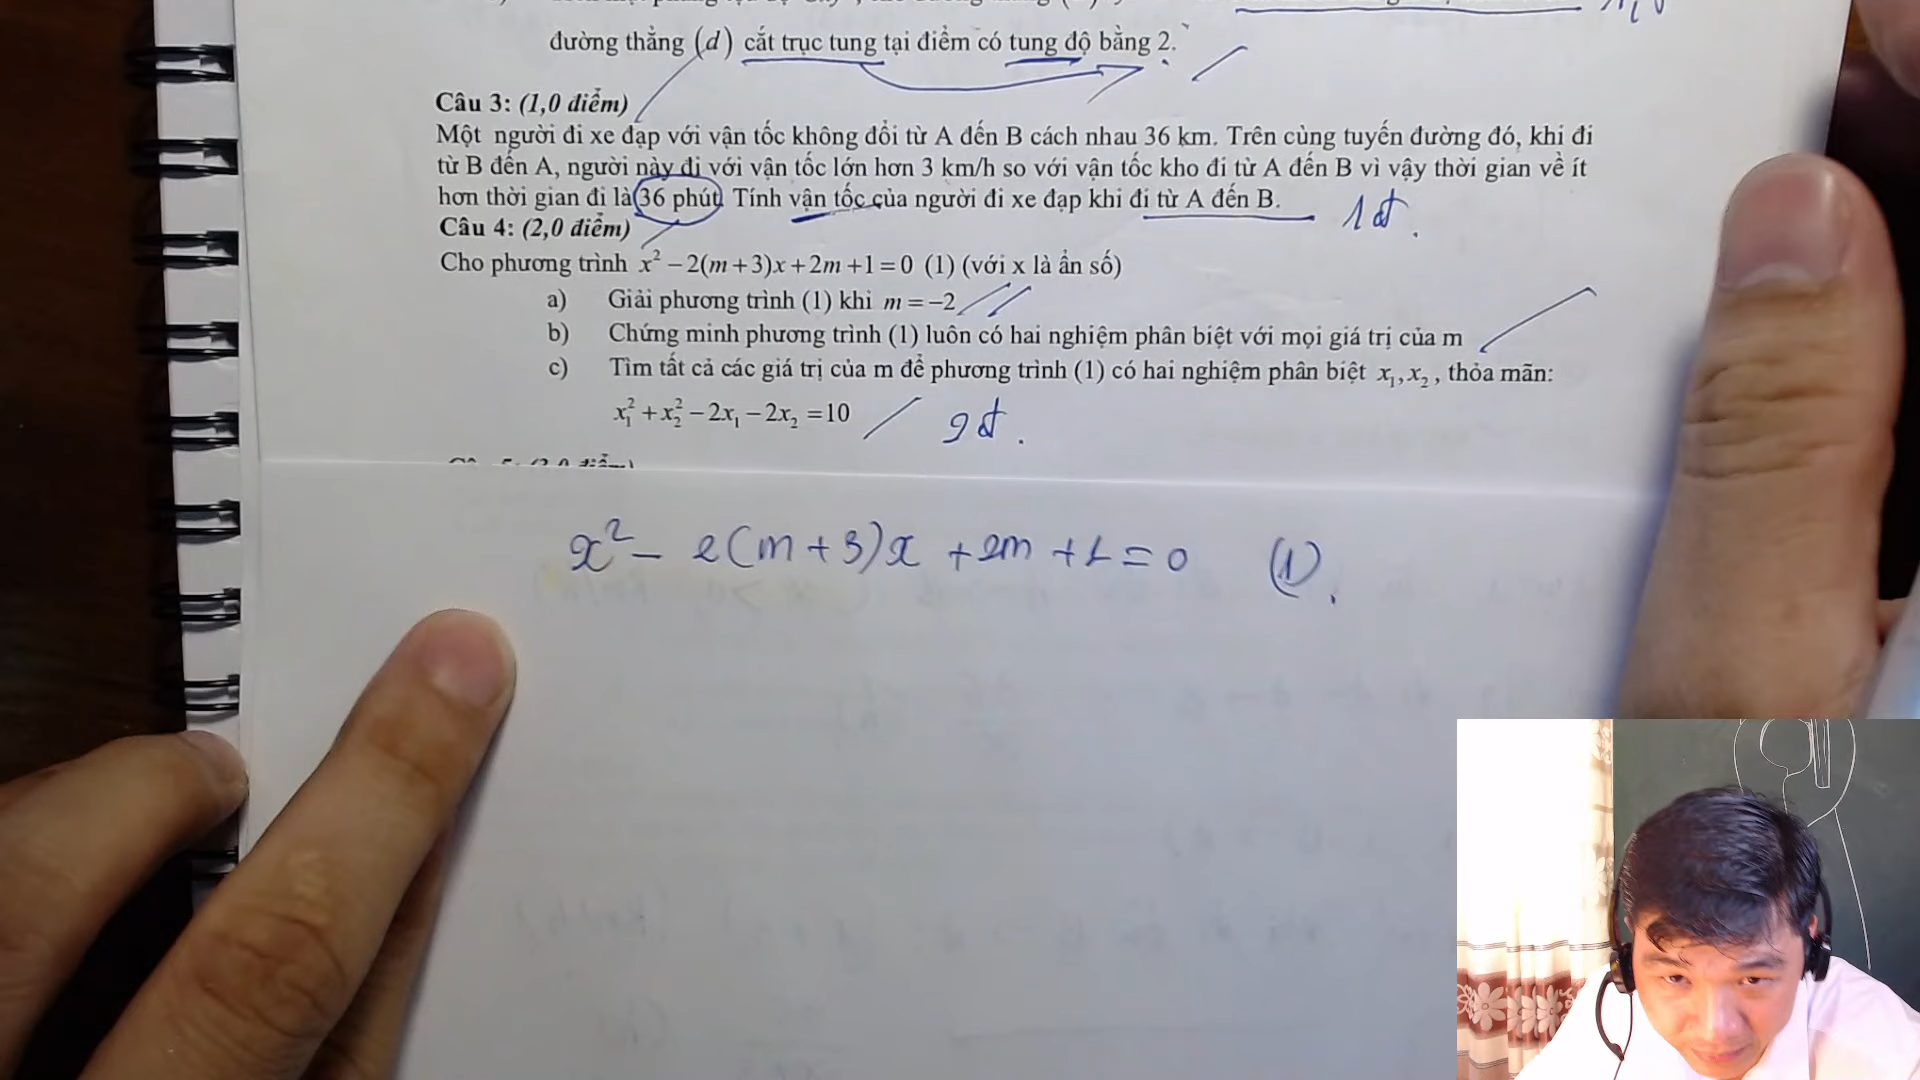 đường thẳng (d) cắt trục tung tại điểm có tung độ bằng 2.
Câu 3: (1,0 điểm)
Một người đi xe đạp với vận tốc không đổi từ A đến B cách nhau 36 km. Trên cùng tuyến đường đó, khi đi
từ B đến A, người này đi với vận tốc lớn hơn 3 km/h so với vận tốc kho đi từ A đến B vì vậy thời gian về ít
hơn thời gian đi là 36 phút. Tính vận tốc của người đi xe đạp khi đi từ A đến B.
1đ.
Câu 4: (2,0 điểm)
Cho phương trình x² − 2(m+3)x + 2m + 1 = 0 (1) (với x là ẩn số)
a) Giải phương trình (1) khi m = −2
b) Chứng minh phương trình (1) luôn có hai nghiệm phân biệt với mọi giá trị của m
c) Tìm tất cả các giá trị của m để phương trình (1) có hai nghiệm phân biệt x₁, x₂, thỏa mãn:
x₁² + x₂² − 2x₁ − 2x₂ = 10
2đ.
x² − 2(m+3)x + 2m + 1 = 0 (1).